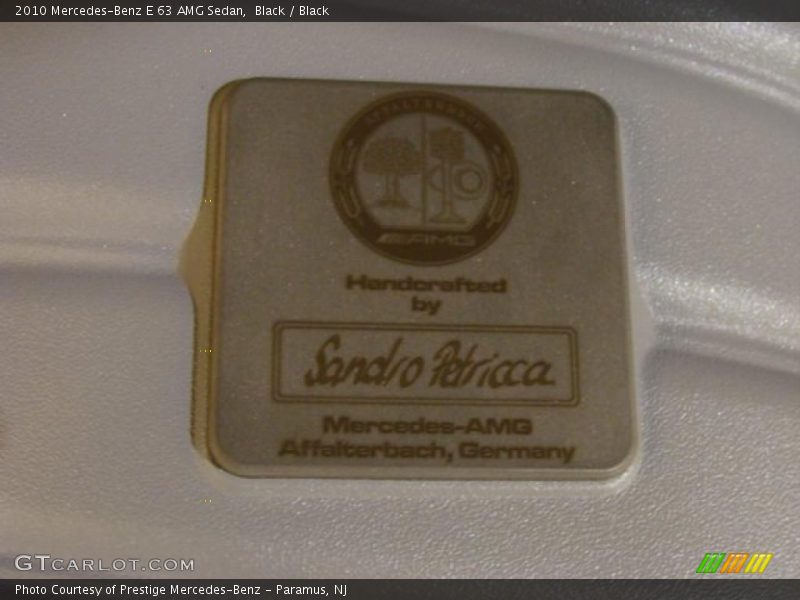 2010 Mercedes-Benz E 63 AMG Sedan,  Black / Black
AFFALTERBACH
AMG
Handcrafted
by
Sandro Petricca
Mercedes-AMG
Affalterbach, Germany
GTCARLOT.COM
Photo Courtesy of Prestige Mercedes-Benz - Paramus, NJ